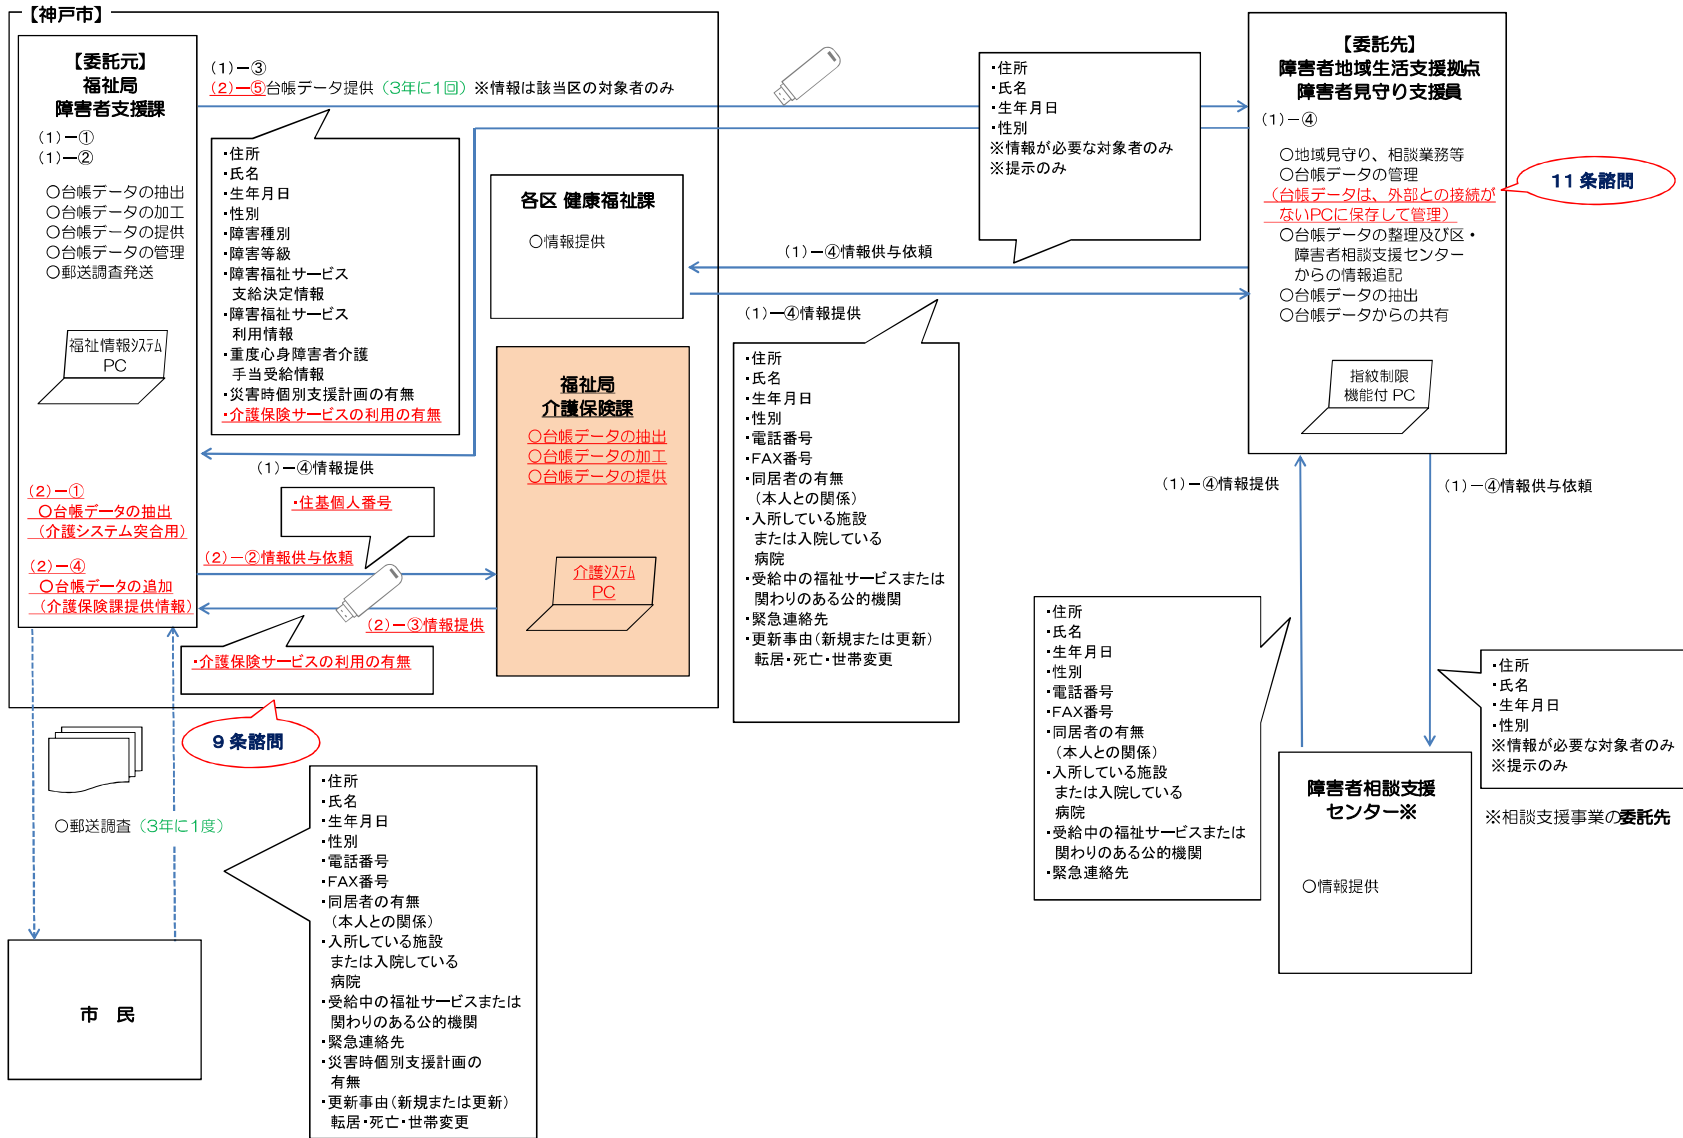 【神戸市】
【委託元】
福祉局
障害者支援課
(1)ー①
(1)ー②
○台帳データの抽出
○台帳データの加工
○台帳データの提供
○台帳データの管理
○郵送調査発送
福祉情報システム
PC
(2)ー①
○台帳データの抽出
(介護システム突合用)
(2)ー④
○台帳データの追加
(介護保険課提供情報)
(1)ー③
(2)ー⑤台帳データ提供（3年に1回）※情報は該当区の対象者のみ
・住所
・氏名
・生年月日
・性別
・障害種別
・障害等級
・障害福祉サービス
支給決定情報
・障害福祉サービス
利用情報
・重度心身障害者介護
手当受給情報
・災害時個別支援計画の有無
・介護保険サービスの利用の有無
(1)ー④情報提供
・住基個人番号
(2)ー②情報供与依頼
(2)ー③情報提供
・介護保険サービスの利用の有無
9条諮問
各区 健康福祉課
○情報提供
福祉局
介護保険課
○台帳データの抽出
○台帳データの加工
○台帳データの提供
介護システム
PC
・住所
・氏名
・生年月日
・性別
※情報が必要な対象者のみ
※提示のみ
(1)ー④情報供与依頼
(1)ー④情報提供
・住所
・氏名
・生年月日
・性別
・電話番号
・FAX番号
・同居者の有無
(本人との関係)
・入所している施設
または入院している
病院
・受給中の福祉サービスまたは
関わりのある公的機関
・緊急連絡先
・更新事由(新規または更新)
転居・死亡・世帯変更
【委託先】
障害者地域生活支援拠点
障害者見守り支援員
(1)ー④
○地域見守り、相談業務等
○台帳データの管理
(台帳データは、外部との接続が
ないPCに保存して管理)
○台帳データの整理及び区・
障害者相談支援センター
からの情報追記
○台帳データの抽出
○台帳データからの共有
指紋制限
機能付 PC
11条諮問
(1)ー④情報提供
(1)ー④情報供与依頼
・住所
・氏名
・生年月日
・性別
・電話番号
・FAX番号
・同居者の有無
(本人との関係)
・入所している施設
または入院している
病院
・受給中の福祉サービスまたは
関わりのある公的機関
・緊急連絡先
・住所
・氏名
・生年月日
・性別
※情報が必要な対象者のみ
※提示のみ
障害者相談支援
センター※
○情報提供
※相談支援事業の委託先
○郵送調査（3年に1度）
・住所
・氏名
・生年月日
・性別
・電話番号
・FAX番号
・同居者の有無
(本人との関係)
・入所している施設
または入院している
病院
・受給中の福祉サービスまたは
関わりのある公的機関
・緊急連絡先
・災害時個別支援計画の
有無
・更新事由(新規または更新)
転居・死亡・世帯変更
市　民